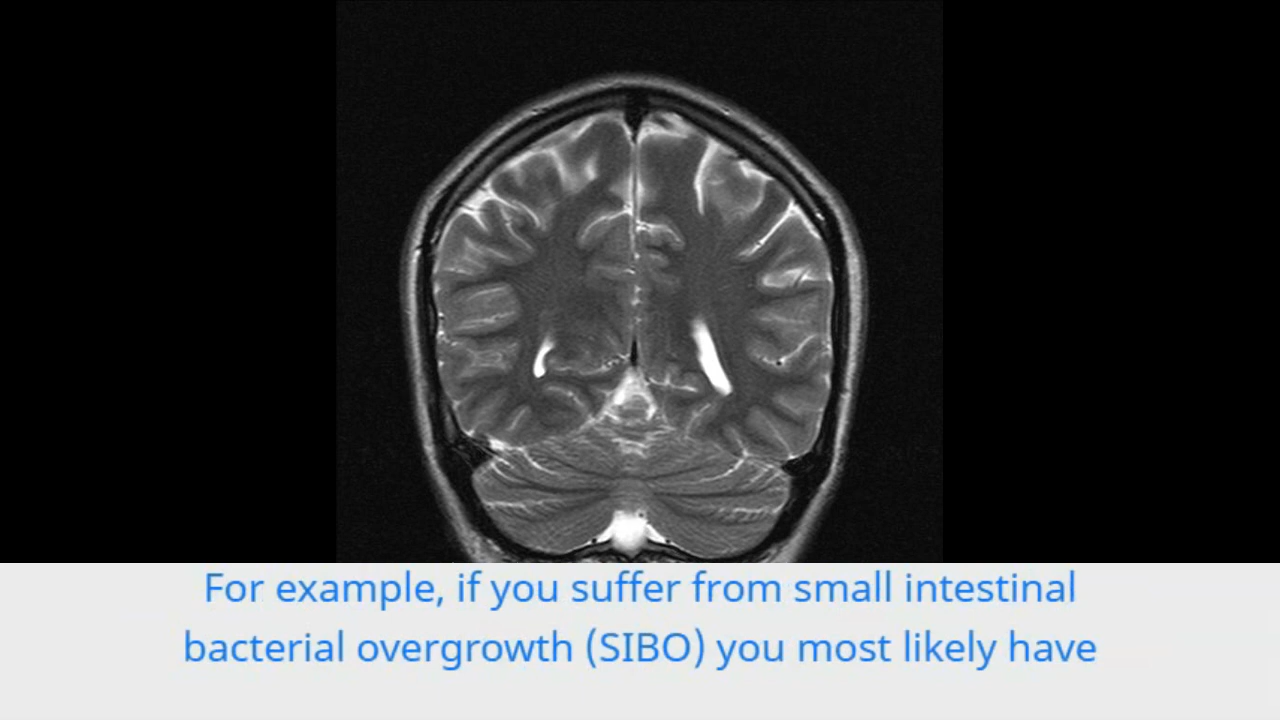 For example, if you suffer from small intestinal
bacterial overgrowth (SIBO) you most likely have